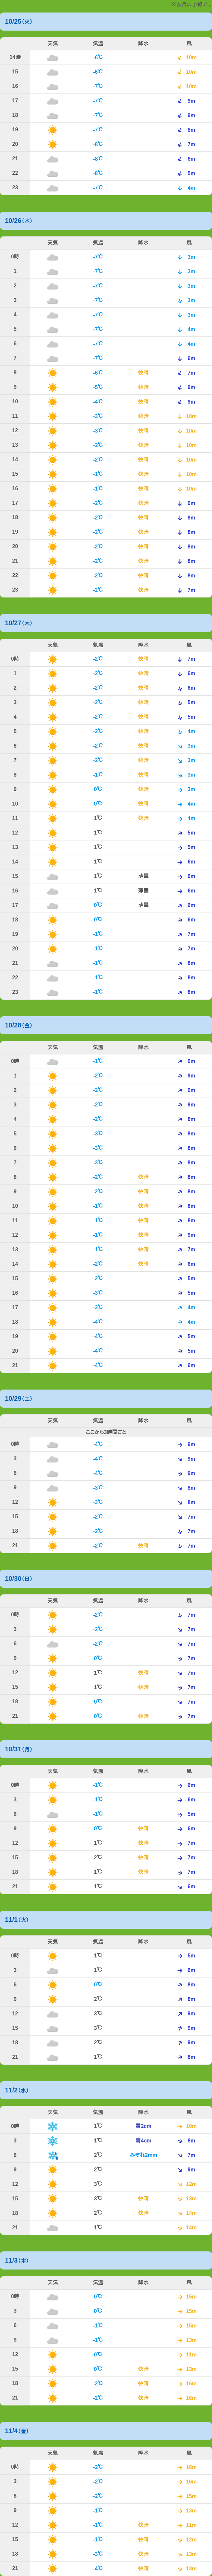 10/25(火)
天気 気温 降水 風
14時 -6℃ 10m
15 -6℃ 10m
16 -7℃ 10m
17 -7℃ 9m
18 -7℃ 9m
19 -7℃ 8m
20 -8℃ 7m
21 -8℃ 6m
22 -8℃ 5m
23 -7℃ 4m
10/26(水)
天気 気温 降水 風
0時 -7℃ 3m
1 -7℃ 3m
2 -7℃ 3m
3 -7℃ 3m
4 -7℃ 3m
5 -7℃ 4m
6 -7℃ 4m
7 -7℃ 6m
8 -6℃ 快晴 7m
9 -5℃ 快晴 9m
10 -4℃ 快晴 9m
11 -3℃ 快晴 10m
12 -3℃ 快晴 10m
13 -2℃ 快晴 10m
14 -2℃ 快晴 10m
15 -1℃ 快晴 10m
16 -1℃ 快晴 10m
17 -2℃ 快晴 9m
18 -2℃ 快晴 8m
19 -2℃ 快晴 8m
20 -2℃ 快晴 8m
21 -2℃ 快晴 8m
22 -2℃ 快晴 8m
23 -2℃ 快晴 7m
10/27(木)
天気 気温 降水 風
0時 -2℃ 快晴 7m
1 -2℃ 快晴 6m
2 -2℃ 快晴 6m
3 -2℃ 快晴 5m
4 -2℃ 快晴 5m
5 -2℃ 快晴 4m
6 -2℃ 快晴 3m
7 -2℃ 快晴 3m
8 -1℃ 快晴 3m
9 0℃ 快晴 3m
10 0℃ 快晴 4m
11 1℃ 快晴 4m
12 1℃ 5m
13 1℃ 5m
14 1℃ 6m
15 1℃ 薄曇 6m
16 1℃ 薄曇 6m
17 0℃ 薄曇 6m
18 0℃ 6m
19 -1℃ 7m
20 -1℃ 7m
21 -1℃ 8m
22 -1℃ 8m
23 -1℃ 8m
10/28(金)
天気 気温 降水 風
0時 -1℃ 9m
1 -2℃ 9m
2 -2℃ 9m
3 -2℃ 9m
4 -2℃ 8m
5 -3℃ 8m
6 -3℃ 8m
7 -3℃ 8m
8 -2℃ 快晴 8m
9 -2℃ 快晴 8m
10 -1℃ 快晴 8m
11 -1℃ 快晴 8m
12 -1℃ 快晴 9m
13 -1℃ 快晴 7m
14 -2℃ 快晴 6m
15 -2℃ 5m
16 -3℃ 5m
17 -3℃ 4m
18 -4℃ 4m
19 -4℃ 5m
20 -4℃ 5m
21 -4℃ 6m
10/29(土)
天気 気温 降水 風
ここから3時間ごと
0時 -4℃ 9m
3 -4℃ 9m
6 -4℃ 9m
9 -3℃ 8m
12 -3℃ 8m
15 -2℃ 7m
18 -2℃ 7m
21 -2℃ 快晴 7m
10/30(日)
天気 気温 降水 風
0時 -2℃ 7m
3 -2℃ 7m
6 -2℃ 7m
9 0℃ 7m
12 1℃ 快晴 7m
15 1℃ 快晴 7m
18 0℃ 快晴 7m
21 0℃ 快晴 7m
10/31(月)
天気 気温 降水 風
0時 -1℃ 6m
3 -1℃ 6m
6 -1℃ 5m
9 0℃ 快晴 6m
12 1℃ 快晴 7m
15 2℃ 快晴 7m
18 1℃ 快晴 7m
21 1℃ 6m
11/1(火)
天気 気温 降水 風
0時 1℃ 5m
3 1℃ 6m
6 0℃ 8m
9 2℃ 8m
12 3℃ 9m
15 3℃ 9m
18 2℃ 9m
21 1℃ 8m
11/2(水)
天気 気温 降水 風
0時 1℃ 雪2cm 10m
3 1℃ 雪4cm 8m
6 2℃ みぞれ2mm 7m
9 2℃ 9m
12 3℃ 12m
15 3℃ 快晴 13m
18 2℃ 快晴 14m
21 1℃ 14m
11/3(木)
天気 気温 降水 風
0時 0℃ 15m
3 0℃ 15m
6 -1℃ 15m
9 -1℃ 13m
12 0℃ 11m
15 0℃ 快晴 13m
18 -2℃ 快晴 16m
21 -2℃ 快晴 16m
11/4(金)
天気 気温 降水 風
0時 -2℃ 16m
3 -2℃ 16m
6 -2℃ 15m
9 -1℃ 13m
12 -1℃ 快晴 11m
15 -1℃ 快晴 12m
18 -3℃ 快晴 13m
21 -4℃ 快晴 13m